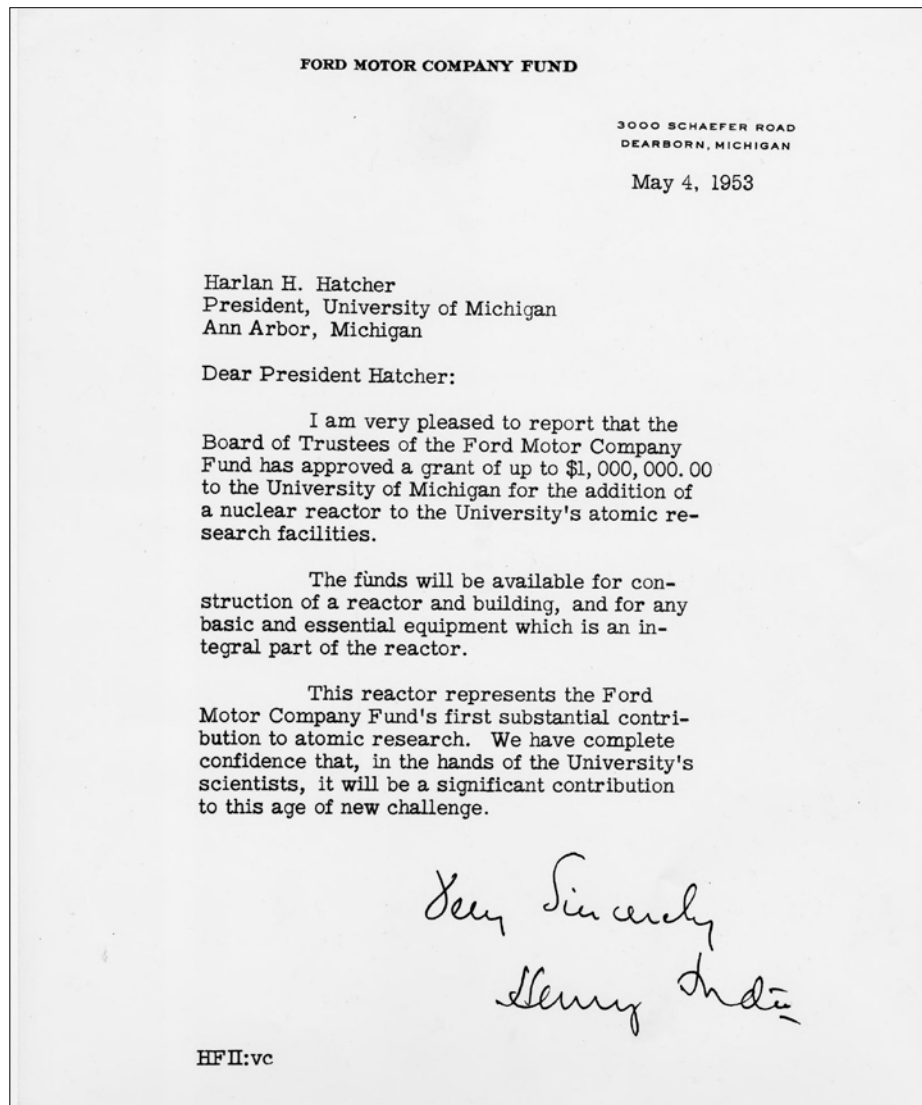 FORD MOTOR COMPANY FUND
3000 SCHAEFER ROAD
DEARBORN, MICHIGAN
May 4, 1953
Harlan H. Hatcher
President, University of Michigan
Ann Arbor, Michigan
Dear President Hatcher:
I am very pleased to report that the
Board of Trustees of the Ford Motor Company
Fund has approved a grant of up to $1,000,000.00
to the University of Michigan for the addition of
a nuclear reactor to the University's atomic re-
search facilities.
The funds will be available for con-
struction of a reactor and building, and for any
basic and essential equipment which is an in-
tegral part of the reactor.
This reactor represents the Ford
Motor Company Fund's first substantial contri-
bution to atomic research. We have complete
confidence that, in the hands of the University's
scientists, it will be a significant contribution
to this age of new challenge.
Very Sincerely
Henry Ford II
HFII:vc